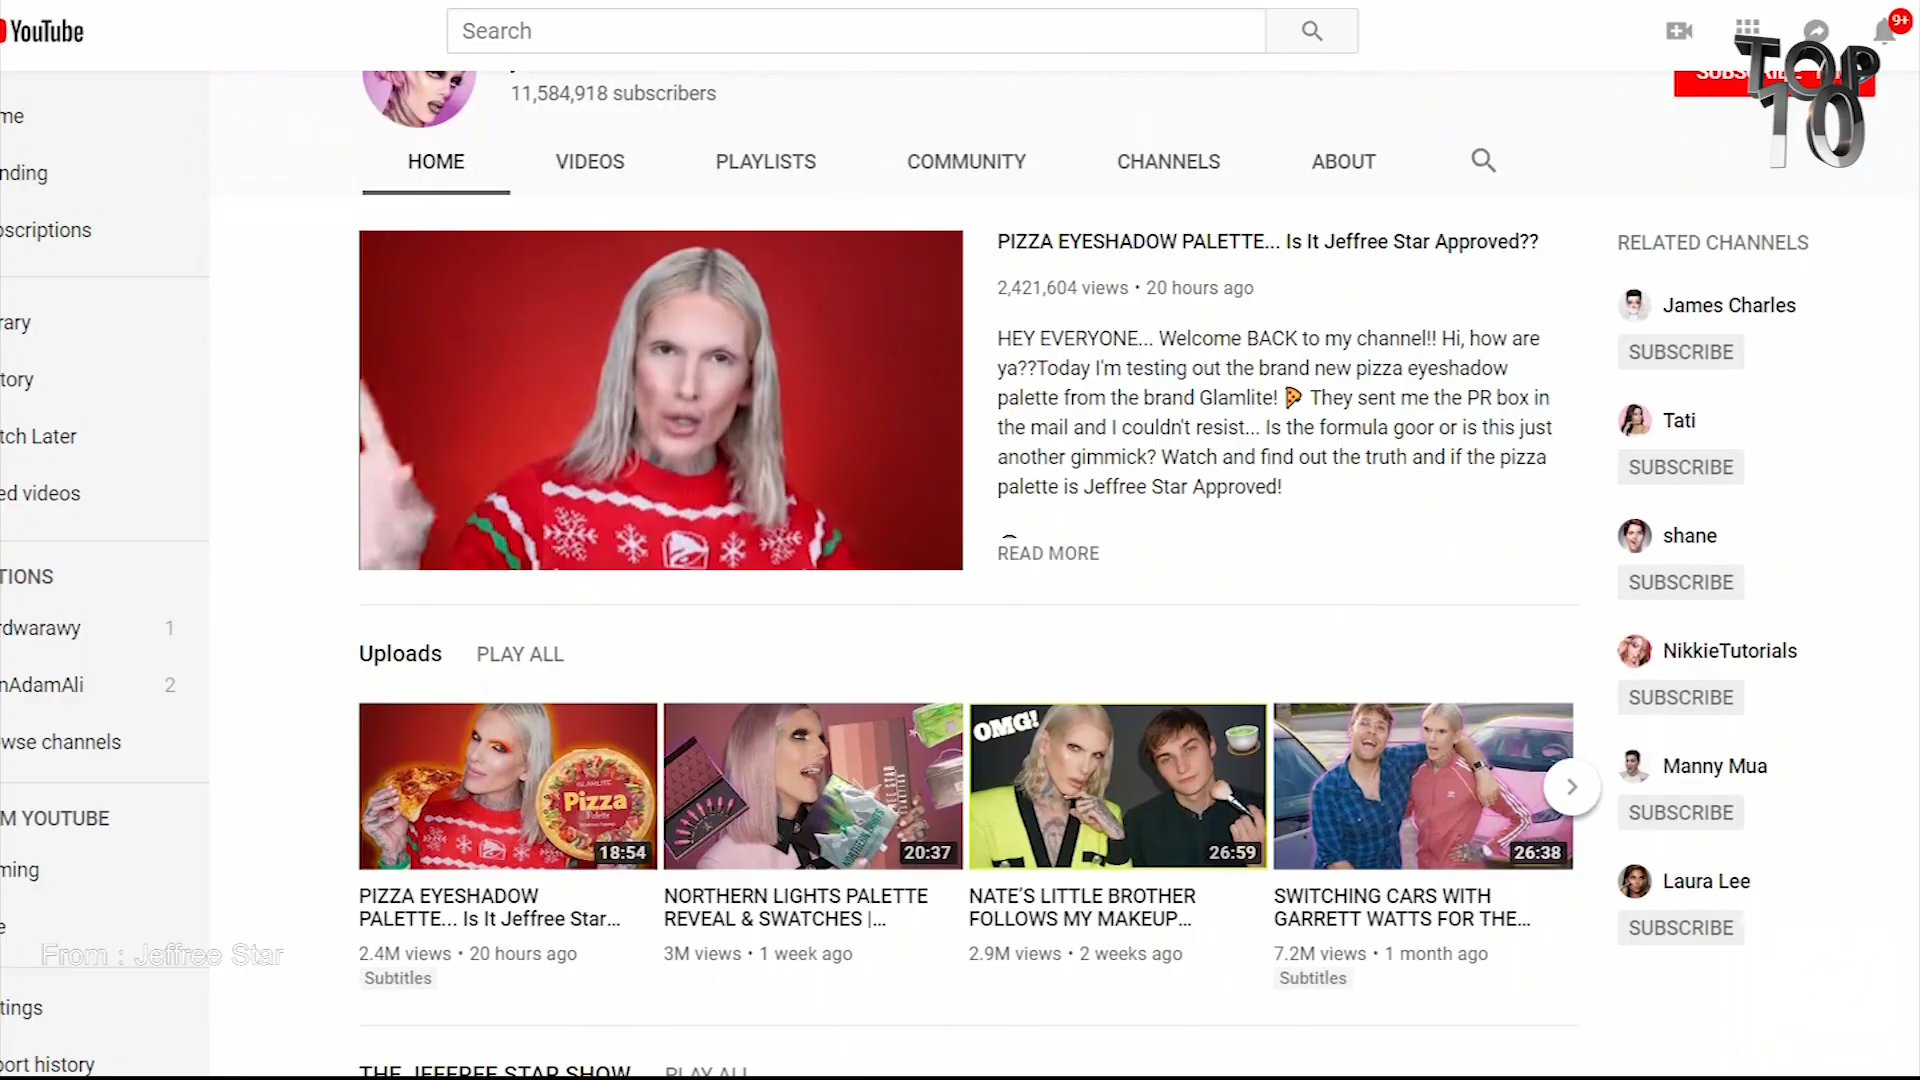 YouTube
Search
9+
TOP
10
11,584,918 subscribers
HOME
VIDEOS
PLAYLISTS
COMMUNITY
CHANNELS
ABOUT
me
nding
bscriptions
rary
tory
tch Later
ed videos
TIONS
rdwarawy 1
nAdamAli 2
wse channels
M YOUTUBE
ming
e
From : Jeffree Star
tings
port history
PIZZA EYESHADOW PALETTE... Is It Jeffree Star Approved??
2,421,604 views • 20 hours ago
HEY EVERYONE... Welcome BACK to my channel!! Hi, how are
ya??Today I'm testing out the brand new pizza eyeshadow
palette from the brand Glamlite! 🍕 They sent me the PR box in
the mail and I couldn't resist... Is the formula goor or is this just
another gimmick? Watch and find out the truth and if the pizza
palette is Jeffree Star Approved!
READ MORE
Uploads
PLAY ALL
GLAMLITE
Pizza
Palette
18:54
PIZZA EYESHADOW
PALETTE... Is It Jeffree Star...
2.4M views • 20 hours ago
Subtitles
20:37
NORTHERN LIGHTS PALETTE
REVEAL & SWATCHES |...
3M views • 1 week ago
OMG!
26:59
NATE'S LITTLE BROTHER
FOLLOWS MY MAKEUP...
2.9M views • 2 weeks ago
26:38
SWITCHING CARS WITH
GARRETT WATTS FOR THE...
7.2M views • 1 month ago
Subtitles
THE JEFFREE STAR SHOW
PLAY ALL
RELATED CHANNELS
James Charles
SUBSCRIBE
Tati
SUBSCRIBE
shane
SUBSCRIBE
NikkieTutorials
SUBSCRIBE
Manny Mua
SUBSCRIBE
Laura Lee
SUBSCRIBE